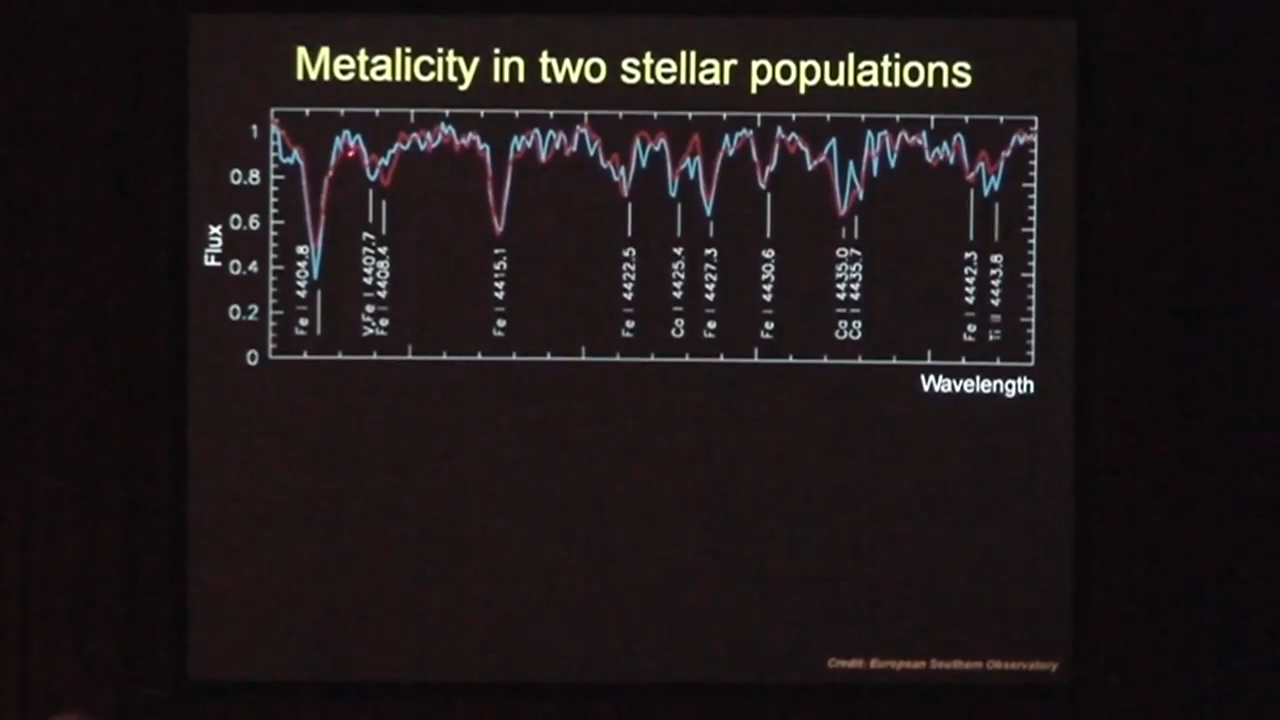 Metalicity in two stellar populations
1
0.8
0.6
0.4
0.2
0
Flux
Fe I 4404.8
V,Fe I 4407.7
Fe I 4408.4
Fe I 4415.1
Fe I 4422.5
Ca I 4425.4
Fe I 4427.3
Fe I 4430.6
Ca I 4435.0
Ca I 4435.7
Fe I 4442.3
Ti II 4443.8
Wavelength
Credit: European Southern Observatory